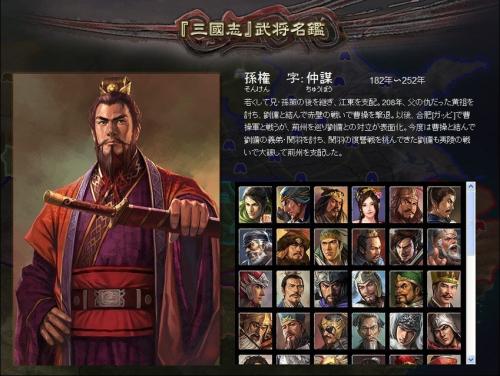 『三國志』武将名鑑
孫権 字:仲謀 182年~252年
そんけん ちゅうぼう
若くして兄・孫策の後を継ぎ、江東を支配。208年、父の仇だった黄祖を
討ち、劉備と結んで赤壁の戦いで曹操を撃退。以後、合肥[ガッピ]で曹
操軍と戦うが、荊州を巡り劉備との対立が表面化。今度は曹操と結んで
劉備の義弟・関羽を討ち、関羽の復讐戦を挑んできた劉備も夷陵の戦
いで大破して荊州を支配した。